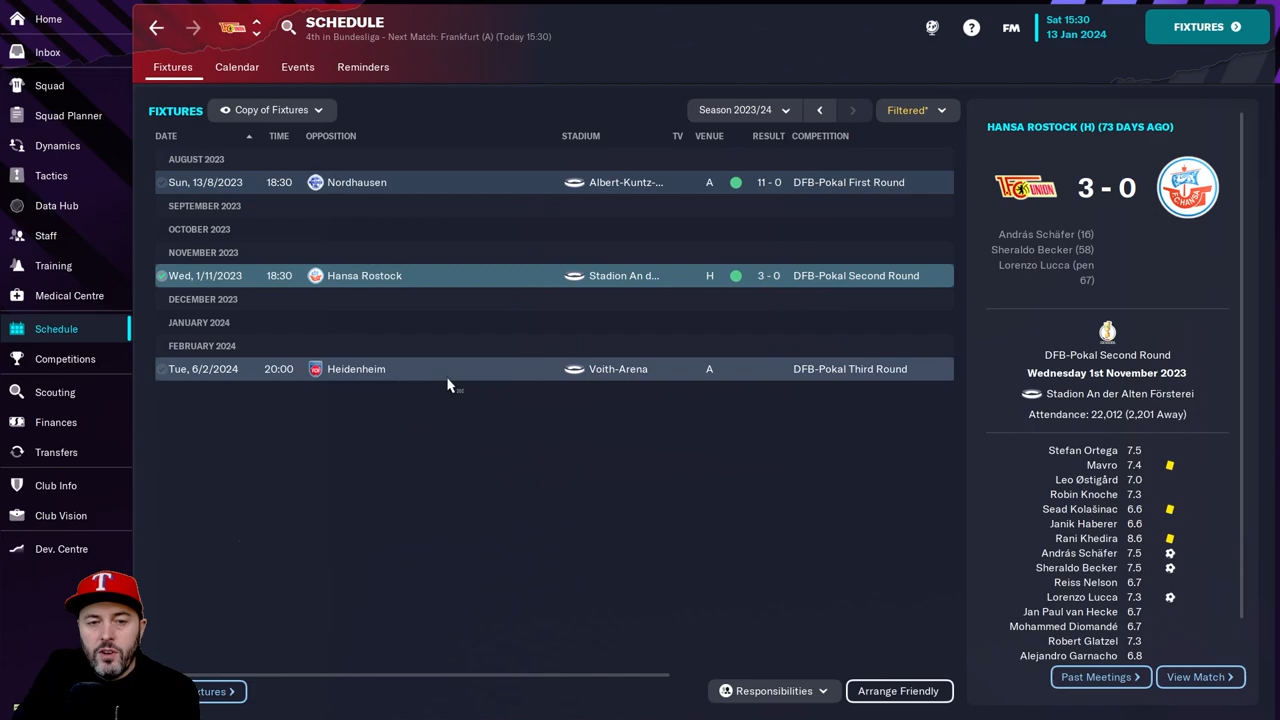 Home
Inbox
Squad
Squad Planner
Dynamics
Tactics
Data Hub
Staff
Training
Medical Centre
Schedule
Competitions
Scouting
Finances
Transfers
Club Info
Club Vision
Dev. Centre
SCHEDULE
4th in Bundesliga - Next Match: Frankfurt (A) (Today 15:30)
FM
Sat 15:30
13 Jan 2024
FIXTURES
Fixtures Calendar Events Reminders
FIXTURES Copy of Fixtures Season 2023/24 Filtered*
DATE TIME OPPOSITION STADIUM TV VENUE RESULT COMPETITION
AUGUST 2023
Sun, 13/8/2023 18:30 Nordhausen Albert-Kuntz-... A 11 - 0 DFB-Pokal First Round
SEPTEMBER 2023
OCTOBER 2023
NOVEMBER 2023
Wed, 1/11/2023 18:30 Hansa Rostock Stadion An d... H 3 - 0 DFB-Pokal Second Round
DECEMBER 2023
JANUARY 2024
FEBRUARY 2024
Tue, 6/2/2024 20:00 Heidenheim Voith-Arena A DFB-Pokal Third Round
HANSA ROSTOCK (H) (73 DAYS AGO)
3 - 0
András Schäfer (16)
Sheraldo Becker (58)
Lorenzo Lucca (pen
67)
DFB-Pokal Second Round
Wednesday 1st November 2023
Stadion An der Alten Försterei
Attendance: 22,012 (2,201 Away)
Stefan Ortega 7.5
Mavro 7.4
Leo Østigård 7.0
Robin Knoche 7.3
Sead Kolašinac 6.6
Janik Haberer 6.6
Rani Khedira 8.6
András Schäfer 7.5
Sheraldo Becker 7.5
Reiss Nelson 6.7
Lorenzo Lucca 7.3
Jan Paul van Hecke 6.7
Mohammed Diomandé 6.7
Robert Glatzel 7.3
Alejandro Garnacho 6.8
Past Meetings View Match
xtures Responsibilities Arrange Friendly
T